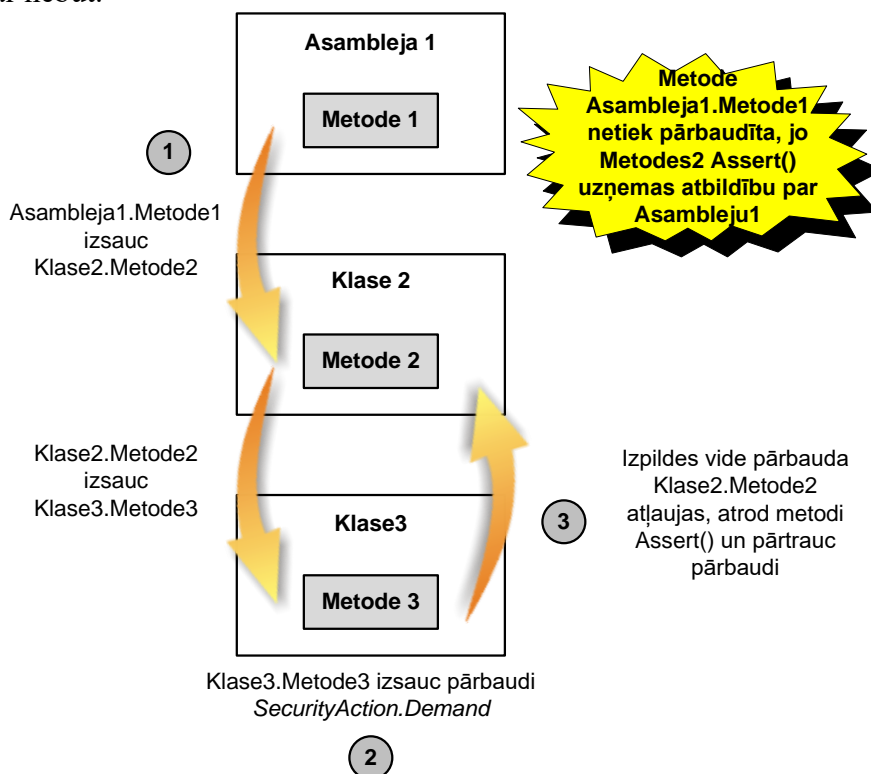 Asambleja 1
Metode 1
Metode
Asambleja1.Metode1
netiek pārbaudīta, jo
Metodes2 Assert()
uzņemas atbildību par
Asambleju1
1
Asambleja1.Metode1
izsauc
Klase2.Metode2
Klase 2
Metode 2
Klase2.Metode2
izsauc
Klase3.Metode3
Klase3
Metode 3
3
Izpildes vide pārbauda
Klase2.Metode2
atļaujas, atrod metodi
Assert() un pārtrauc
pārbaudi
Klase3.Metode3 izsauc pārbaudi
SecurityAction.Demand
2